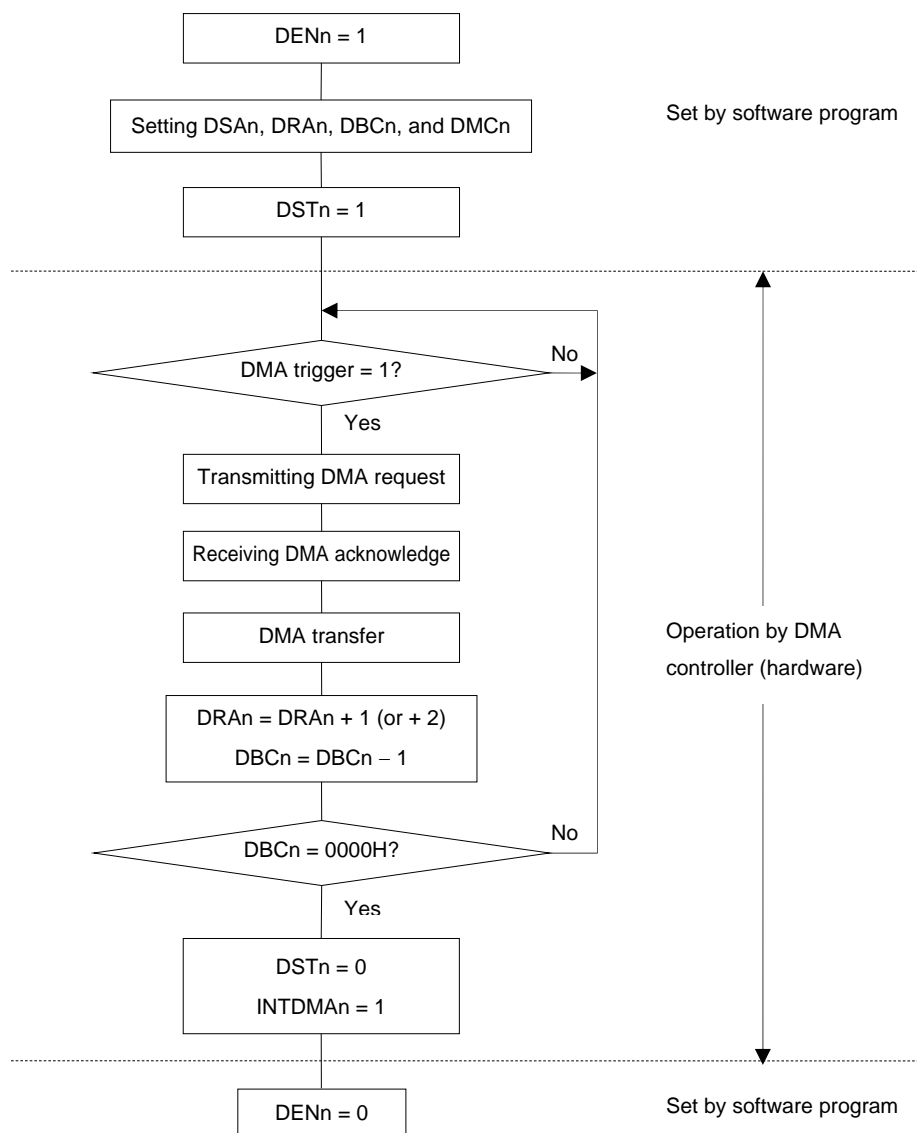 DENn = 1
Setting DSAn, DRAn, DBCn, and DMCn
Set by software program
DSTn = 1
DMA trigger = 1?
No
Yes
Transmitting DMA request
Receiving DMA acknowledge
DMA transfer
Operation by DMA
controller (hardware)
DRAn = DRAn + 1 (or + 2)
DBCn = DBCn − 1
DBCn = 0000H?
No
Yes
DSTn = 0
INTDMAn = 1
DENn = 0
Set by software program